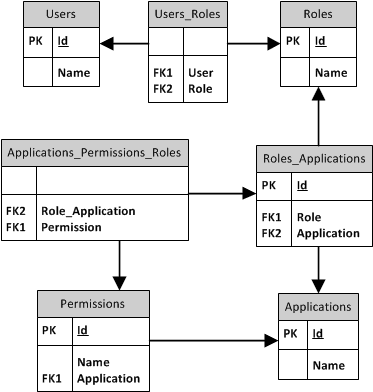 Users
PK Id
Name
Users_Roles
FK1 User
FK2 Role
Roles
PK Id
Name
Applications_Permissions_Roles
FK2 Role_Application
FK1 Permission
Roles_Applications
PK Id
FK1 Role
FK2 Application
Permissions
PK Id
Name
FK1 Application
Applications
PK Id
Name